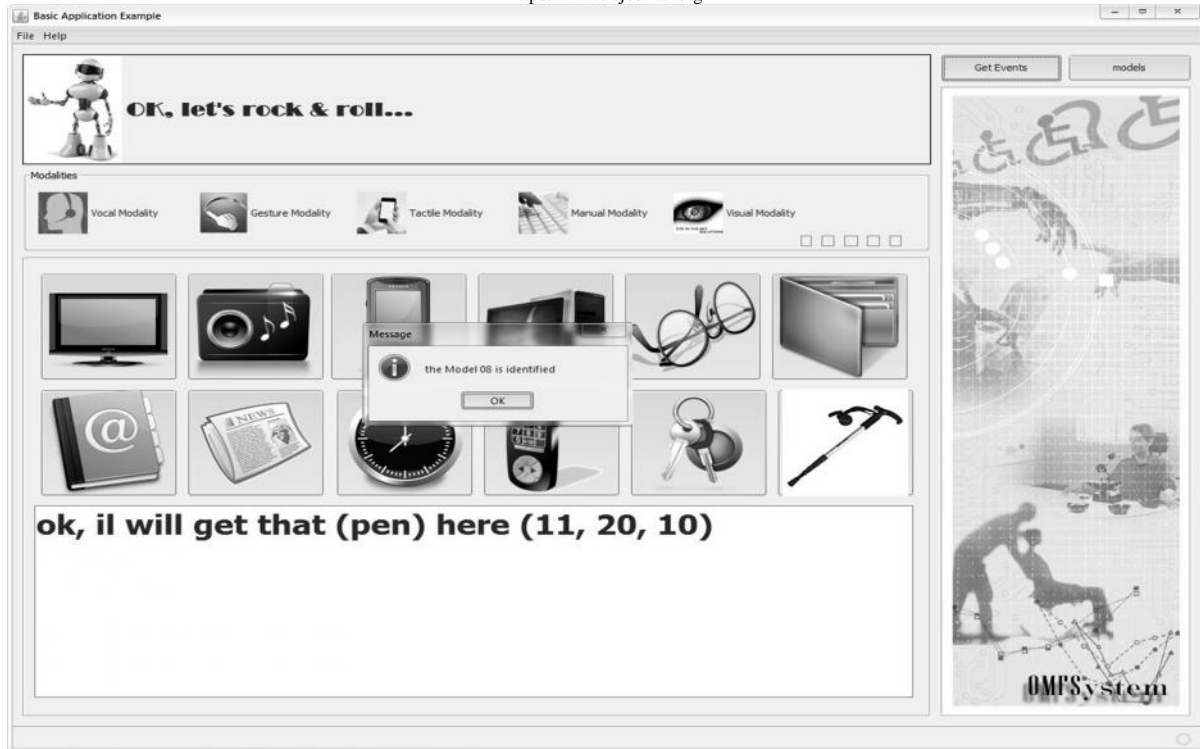 Basic Application Example
File Help
OK, let's rock & roll...
Get Events
models
Modalities
Vocal Modality
Gesture Modality
Tactile Modality
Manual Modality
Visual Modality
Message
the Model 08 is identified
OK
@
NEWS
ok, il will get that (pen) here (11, 20, 10)
OMFSystem